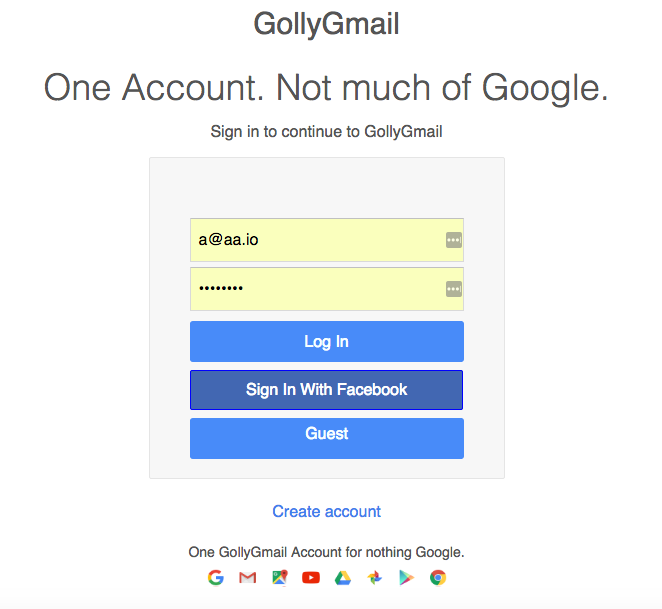 GollyGmail
One Account. Not much of Google.
Sign in to continue to GollyGmail
a@aa.io
••••••••
Log In
Sign In With Facebook
Guest
Create account
One GollyGmail Account for nothing Google.